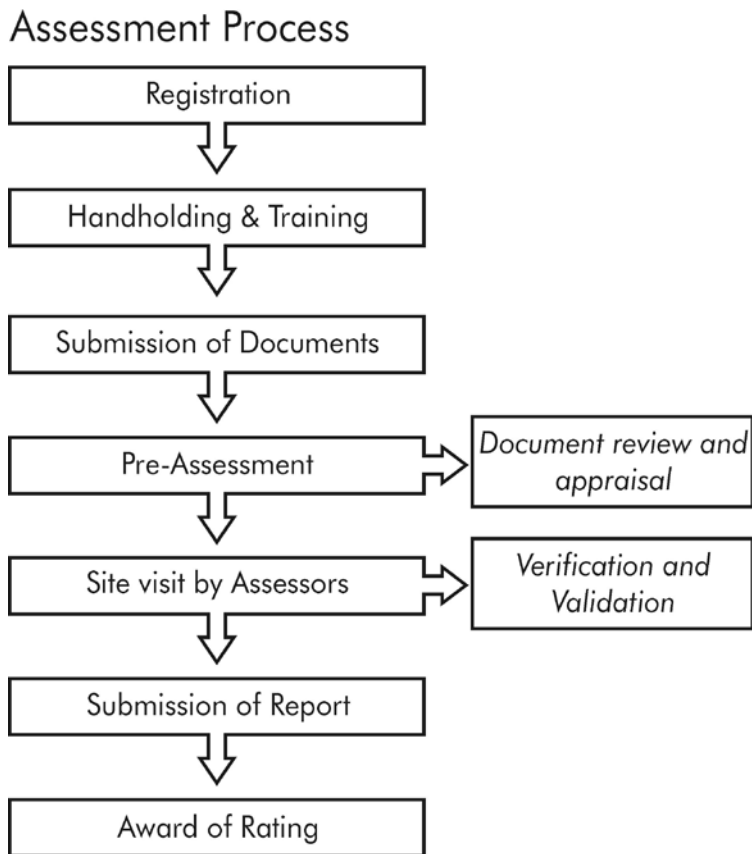 Assessment Process
Registration
Handholding & Training
Submission of Documents
Pre-Assessment
Document review and
appraisal
Site visit by Assessors
Verification and
Validation
Submission of Report
Award of Rating